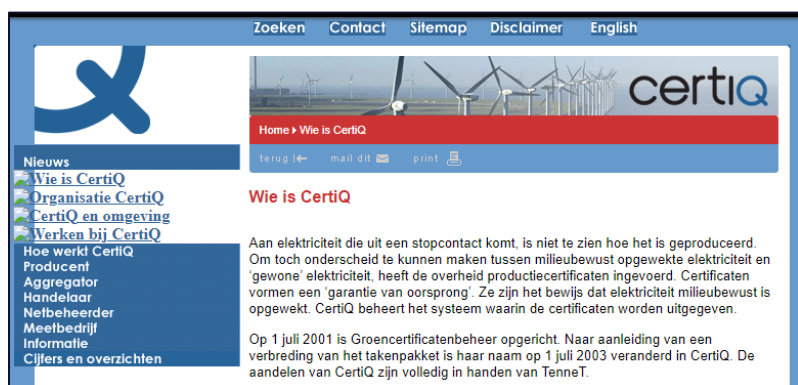 Zoeken Contact Sitemap Disclaimer English
certiQ
Home Wie is CertiQ
terug mail dit print
Nieuws
Wie is CertiQ
Organisatie CertiQ
CertiQ en omgeving
Werken bij CertiQ
Hoe werkt CertiQ
Producent
Aggregator
Handelaar
Netbeheerder
Meetbedrijf
Informatie
Cijfers en overzichten
Wie is CertiQ
Aan elektriciteit die uit een stopcontact komt, is niet te zien hoe het is geproduceerd.
Om toch onderscheid te kunnen maken tussen milieubewust opgewekte elektriciteit en
'gewone' elektriciteit, heeft de overheid productiecertificaten ingevoerd. Certificaten
vormen een 'garantie van oorsprong'. Ze zijn het bewijs dat elektriciteit milieubewust is
opgewekt. CertiQ beheert het systeem waarin de certificaten worden uitgegeven.
Op 1 juli 2001 is Groencertificatenbeheer opgericht. Naar aanleiding van een
verbreding van het takenpakket is haar naam op 1 juli 2003 veranderd in CertiQ. De
aandelen van CertiQ zijn volledig in handen van TenneT.